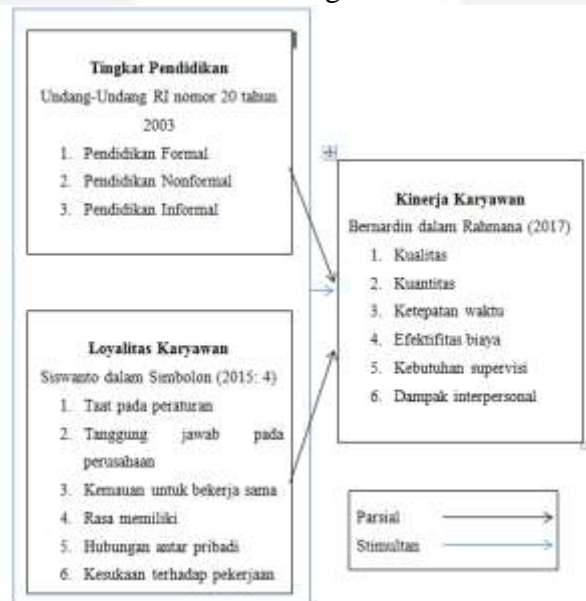 Tingkat Pendidikan
Undang-Undang RI nomor 20 tahun
2003
1. Pendidikan Formal
2. Pendidikan Nonformal
3. Pendidikan Informal
Loyalitas Karyawan
Siswanto dalam Simbolon (2015: 4)
1. Taat pada peraturan
2. Tanggung jawab pada
perusahaan
3. Kemauan untuk bekerja sama
4. Rasa memiliki
5. Hubungan antar pribadi
6. Kesukaan terhadap pekerjaan
Kinerja Karyawan
Bernardin dalam Rahmana (2017)
1. Kualitas
2. Kuantitas
3. Ketepatan waktu
4. Efektifitas biaya
5. Kebutuhan supervisi
6. Dampak interpersonal
Parsial
Stimultan